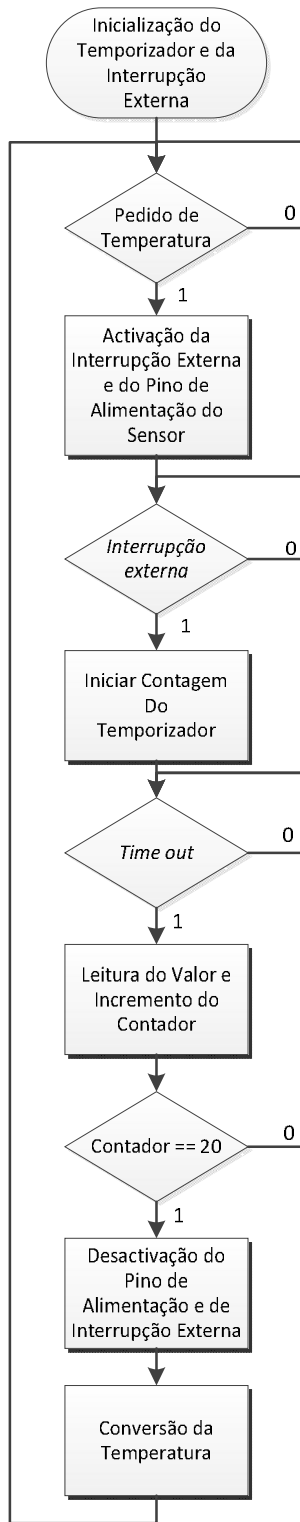 Inicialização do
Temporizador e da
Interrupção
Externa
Pedido de
Temperatura
0
1
Activação da
Interrupção Externa
e do Pino de
Alimentação do
Sensor
Interrupção
externa
0
1
Iniciar Contagem
Do
Temporizador
Time out
0
1
Leitura do Valor e
Incremento do
Contador
Contador == 20
0
1
Desactivação do
Pino de
Alimentação e de
Interrupção Externa
Conversão da
Temperatura